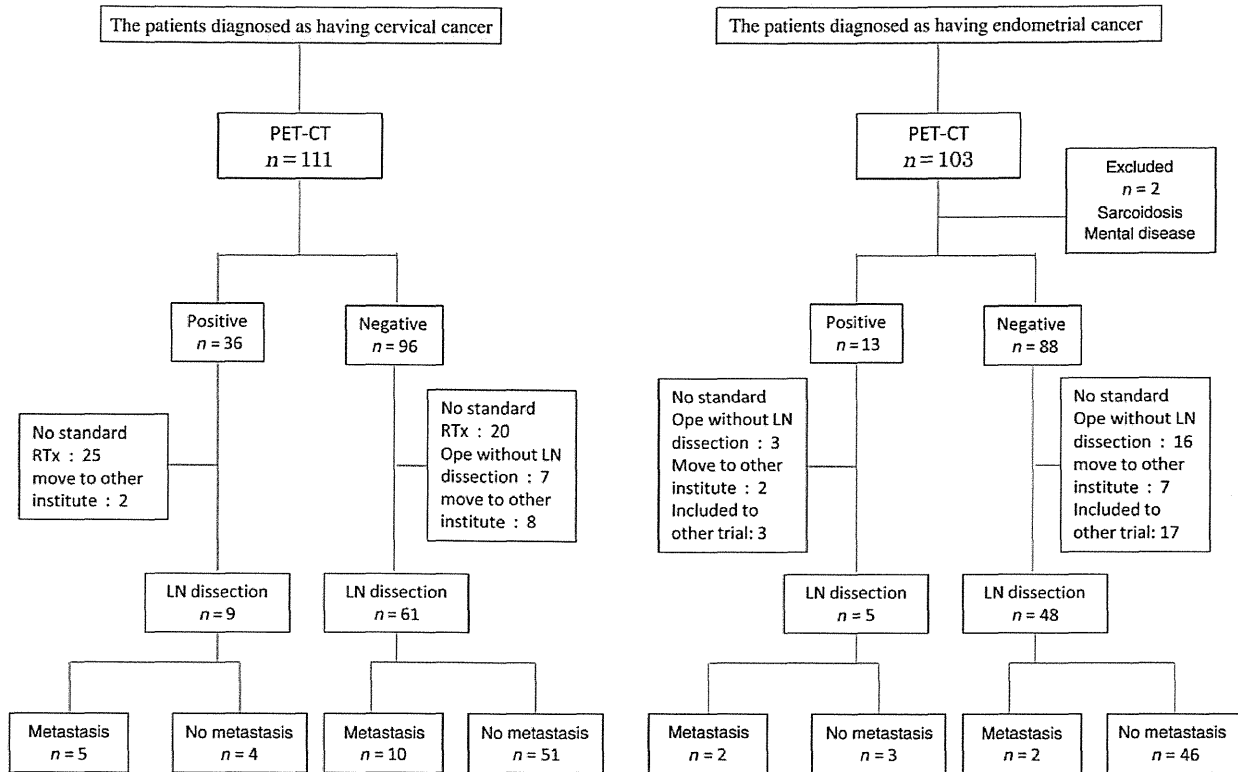 The patients diagnosed as having cervical cancer
PET-CT
n = 111
Positive
n = 36
Negative
n = 96
No standard
RTx : 25
move to other
institute : 2
No standard
RTx : 20
Ope without LN
dissection : 7
move to other
institute : 8
LN dissection
n = 9
LN dissection
n = 61
Metastasis
n = 5
No metastasis
n = 4
Metastasis
n = 10
No metastasis
n = 51
The patients diagnosed as having endometrial cancer
PET-CT
n = 103
Excluded
n = 2
Sarcoidosis
Mental disease
Positive
n = 13
Negative
n = 88
No standard
Ope without LN
dissection : 3
Move to other
institute : 2
Included to
other trial: 3
No standard
Ope without LN
dissection : 16
move to other
institute : 7
Included to
other trial: 17
LN dissection
n = 5
LN dissection
n = 48
Metastasis
n = 2
No metastasis
n = 3
Metastasis
n = 2
No metastasis
n = 46